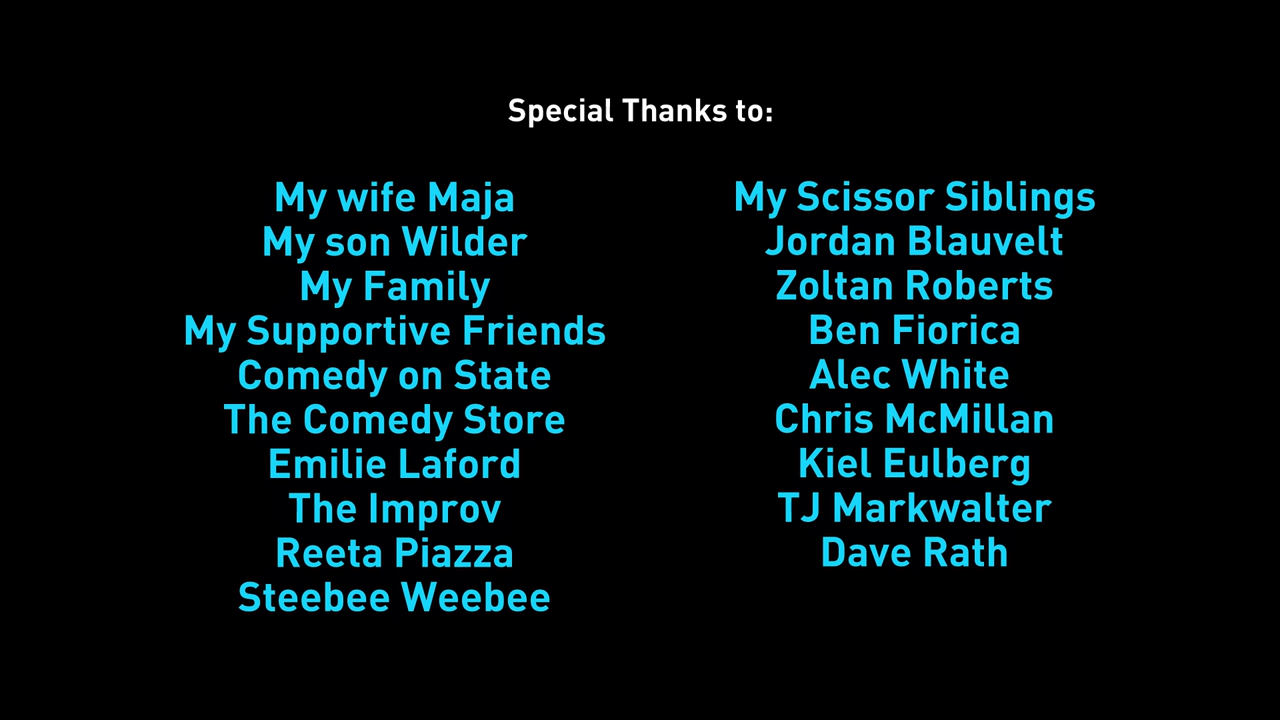 Special Thanks to:
My wife Maja
My son Wilder
My Family
My Supportive Friends
Comedy on State
The Comedy Store
Emilie Laford
The Improv
Reeta Piazza
Steebee Weebee
My Scissor Siblings
Jordan Blauvelt
Zoltan Roberts
Ben Fiorica
Alec White
Chris McMillan
Kiel Eulberg
TJ Markwalter
Dave Rath